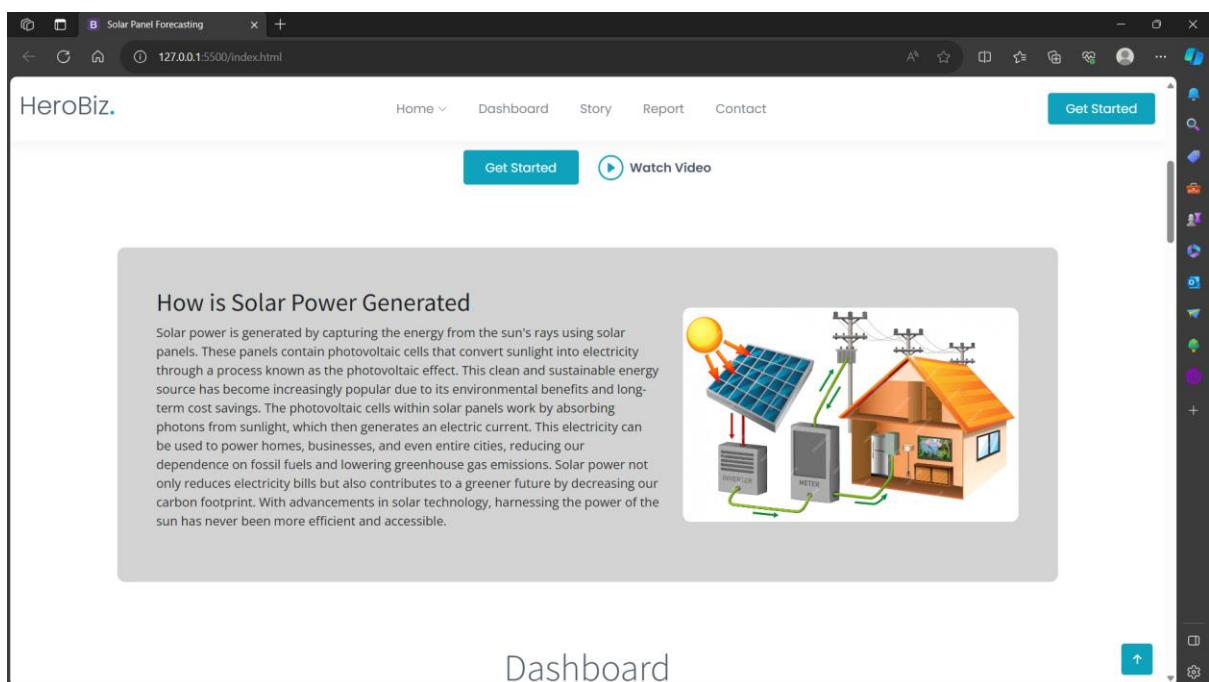 Solar Panel Forecasting
127.0.0.1:5500/index.html
HeroBiz.
Home
Dashboard
Story
Report
Contact
Get Started
Get Started
Watch Video
How is Solar Power Generated
Solar power is generated by capturing the energy from the sun's rays using solar
panels. These panels contain photovoltaic cells that convert sunlight into electricity
through a process known as the photovoltaic effect. This clean and sustainable energy
source has become increasingly popular due to its environmental benefits and long-
term cost savings. The photovoltaic cells within solar panels work by absorbing
photons from sunlight, which then generates an electric current. This electricity can
be used to power homes, businesses, and even entire cities, reducing our
dependence on fossil fuels and lowering greenhouse gas emissions. Solar power not
only reduces electricity bills but also contributes to a greener future by decreasing our
carbon footprint. With advancements in solar technology, harnessing the power of the
sun has never been more efficient and accessible.
INVERTER
METER
Dashboard